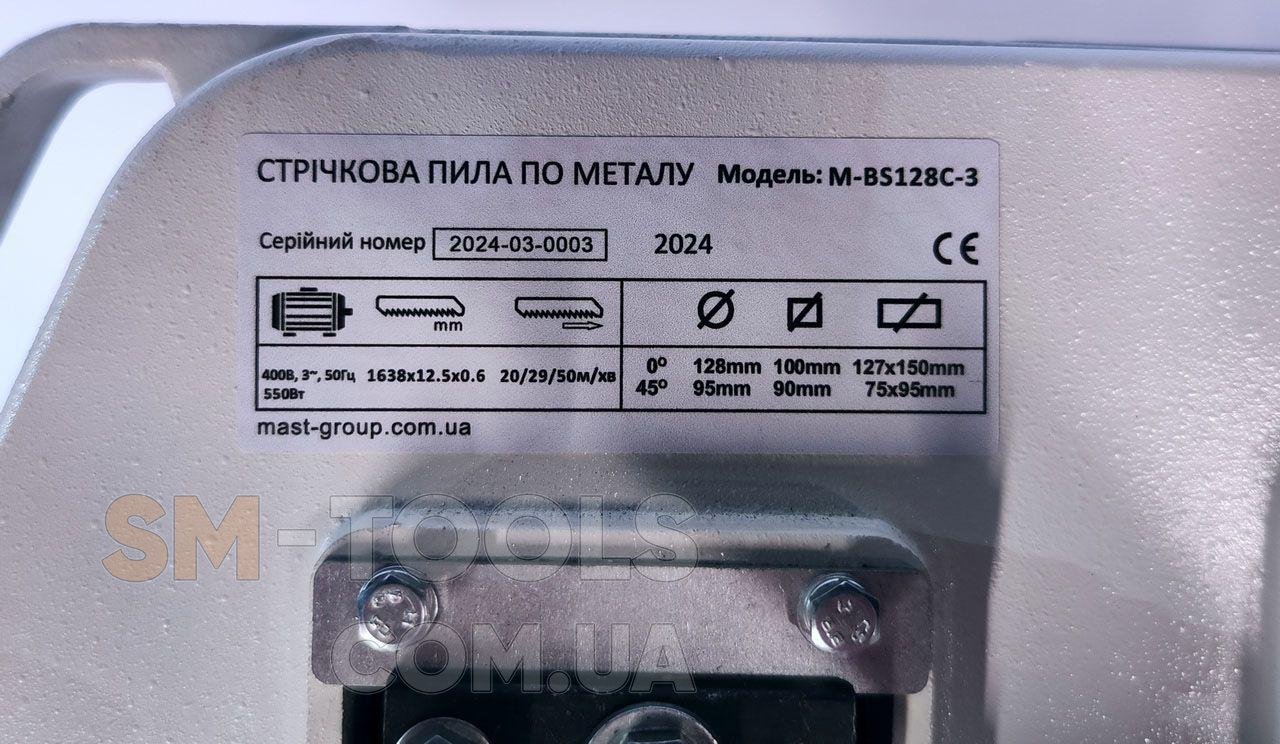 СТРІЧКОВА ПИЛА ПО МЕТАЛУ Модель: M-BS128C-3
Серійний номер 2024-03-0003 2024 CE
mm
400В, 3~, 50Гц 1638x12.5x0.6 20/29/50м/хв 0º 128mm 100mm 127x150mm
550Вт 45º 95mm 90mm 75x95mm
mast-group.com.ua
SM-TOOLS
COM.UA